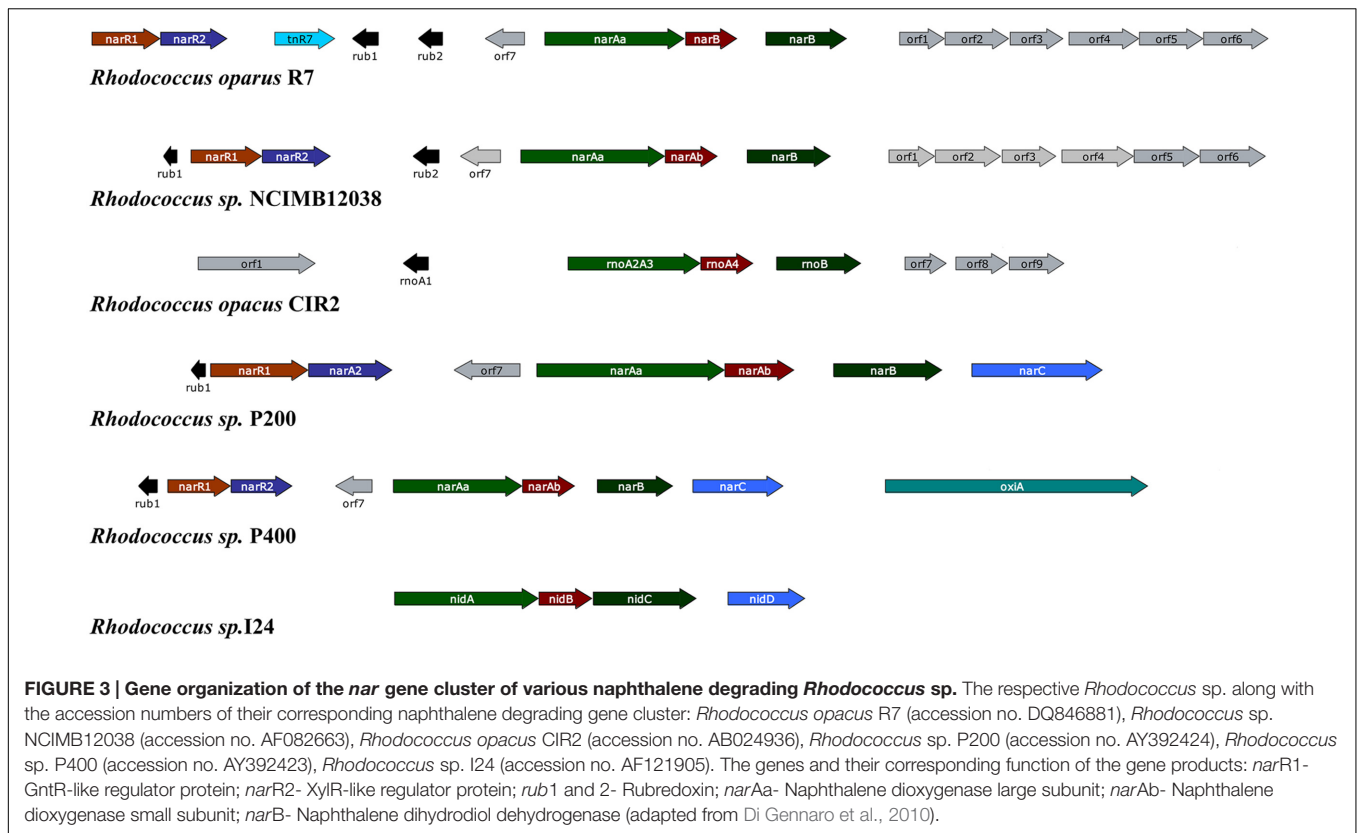 narR1 narR2 tnR7 rub1 rub2 orf7 narAa narB narB orf1 orf2 orf3 orf4 orf5 orf6
Rhodococcus oparus R7
rub1 narR1 narR2 rub2 orf7 narAa narAb narB orf1 orf2 orf3 orf4 orf5 orf6
Rhodococcus sp. NCIMB12038
orf1 rnoA1 rnoA2A3 rnoA4 rnoB orf7 orf8 orf9
Rhodococcus opacus CIR2
rub1 narR1 narA2 orf7 narAa narAb narB narC
Rhodococcus sp. P200
rub1 narR1 narR2 orf7 narAa narAb narB narC oxiA
Rhodococcus sp. P400
nidA nidB nidC nidD
Rhodococcus sp.I24
FIGURE 3 | Gene organization of the nar gene cluster of various naphthalene degrading Rhodococcus sp. The respective Rhodococcus sp. along with
the accession numbers of their corresponding naphthalene degrading gene cluster: Rhodococcus opacus R7 (accession no. DQ846881), Rhodococcus sp.
NCIMB12038 (accession no. AF082663), Rhodococcus opacus CIR2 (accession no. AB024936), Rhodococcus sp. P200 (accession no. AY392424), Rhodococcus
sp. P400 (accession no. AY392423), Rhodococcus sp. I24 (accession no. AF121905). The genes and their corresponding function of the gene products: narR1-
GntR-like regulator protein; narR2- XylR-like regulator protein; rub1 and 2- Rubredoxin; narAa- Naphthalene dioxygenase large subunit; narAb- Naphthalene
dioxygenase small subunit; narB- Naphthalene dihydrodiol dehydrogenase (adapted from Di Gennaro et al., 2010).